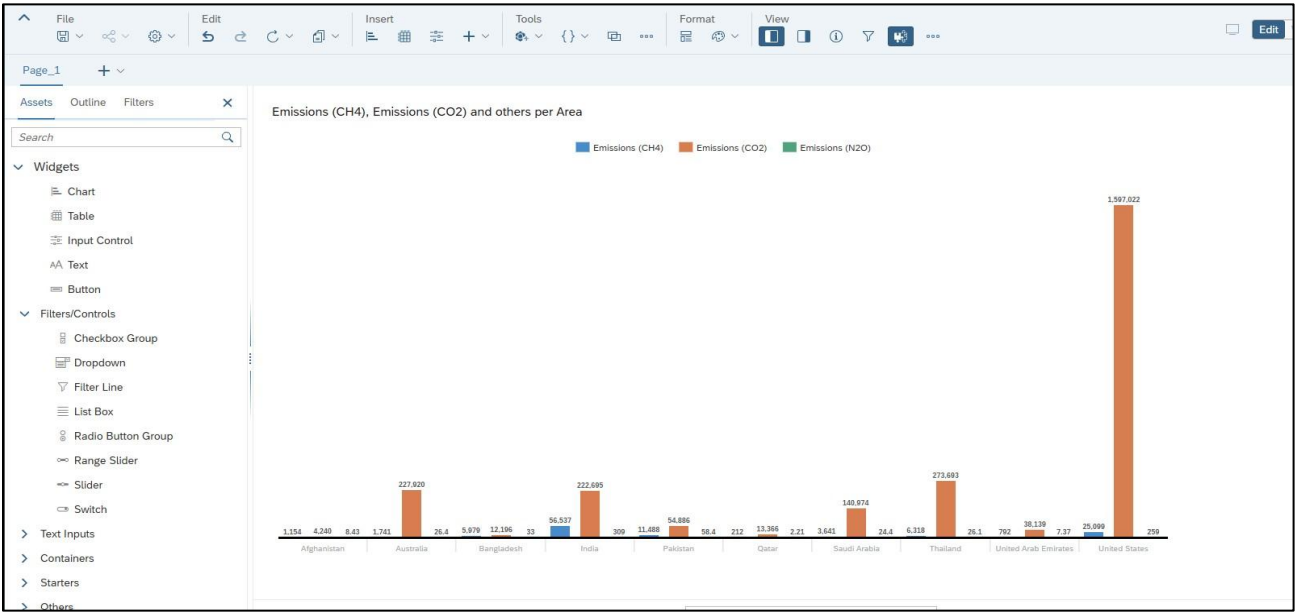 File Edit Insert Tools Format View
Edit
Page_1
Assets Outline Filters
Search
Widgets
Chart
Table
Input Control
AA Text
Button
Filters/Controls
Checkbox Group
Dropdown
Filter Line
List Box
Radio Button Group
Range Slider
Slider
Switch
Text Inputs
Containers
Starters
Others
Emissions (CH4), Emissions (CO2) and others per Area
Emissions (CH4) Emissions (CO2) Emissions (N2O)
1,597,022
273,693
227,920 222,695
140,974
56,537 54,886
38,139
1,154 4,240 8.43 1,741 26.4 5,979 12,196 33 309 11,488 58.4 212 13,366 2.21 3,641 24.4 6,318 26.1 792 7.37 25,099 259
Afghanistan Australia Bangladesh India Pakistan Qatar Saudi Arabia Thailand United Arab Emirates United States